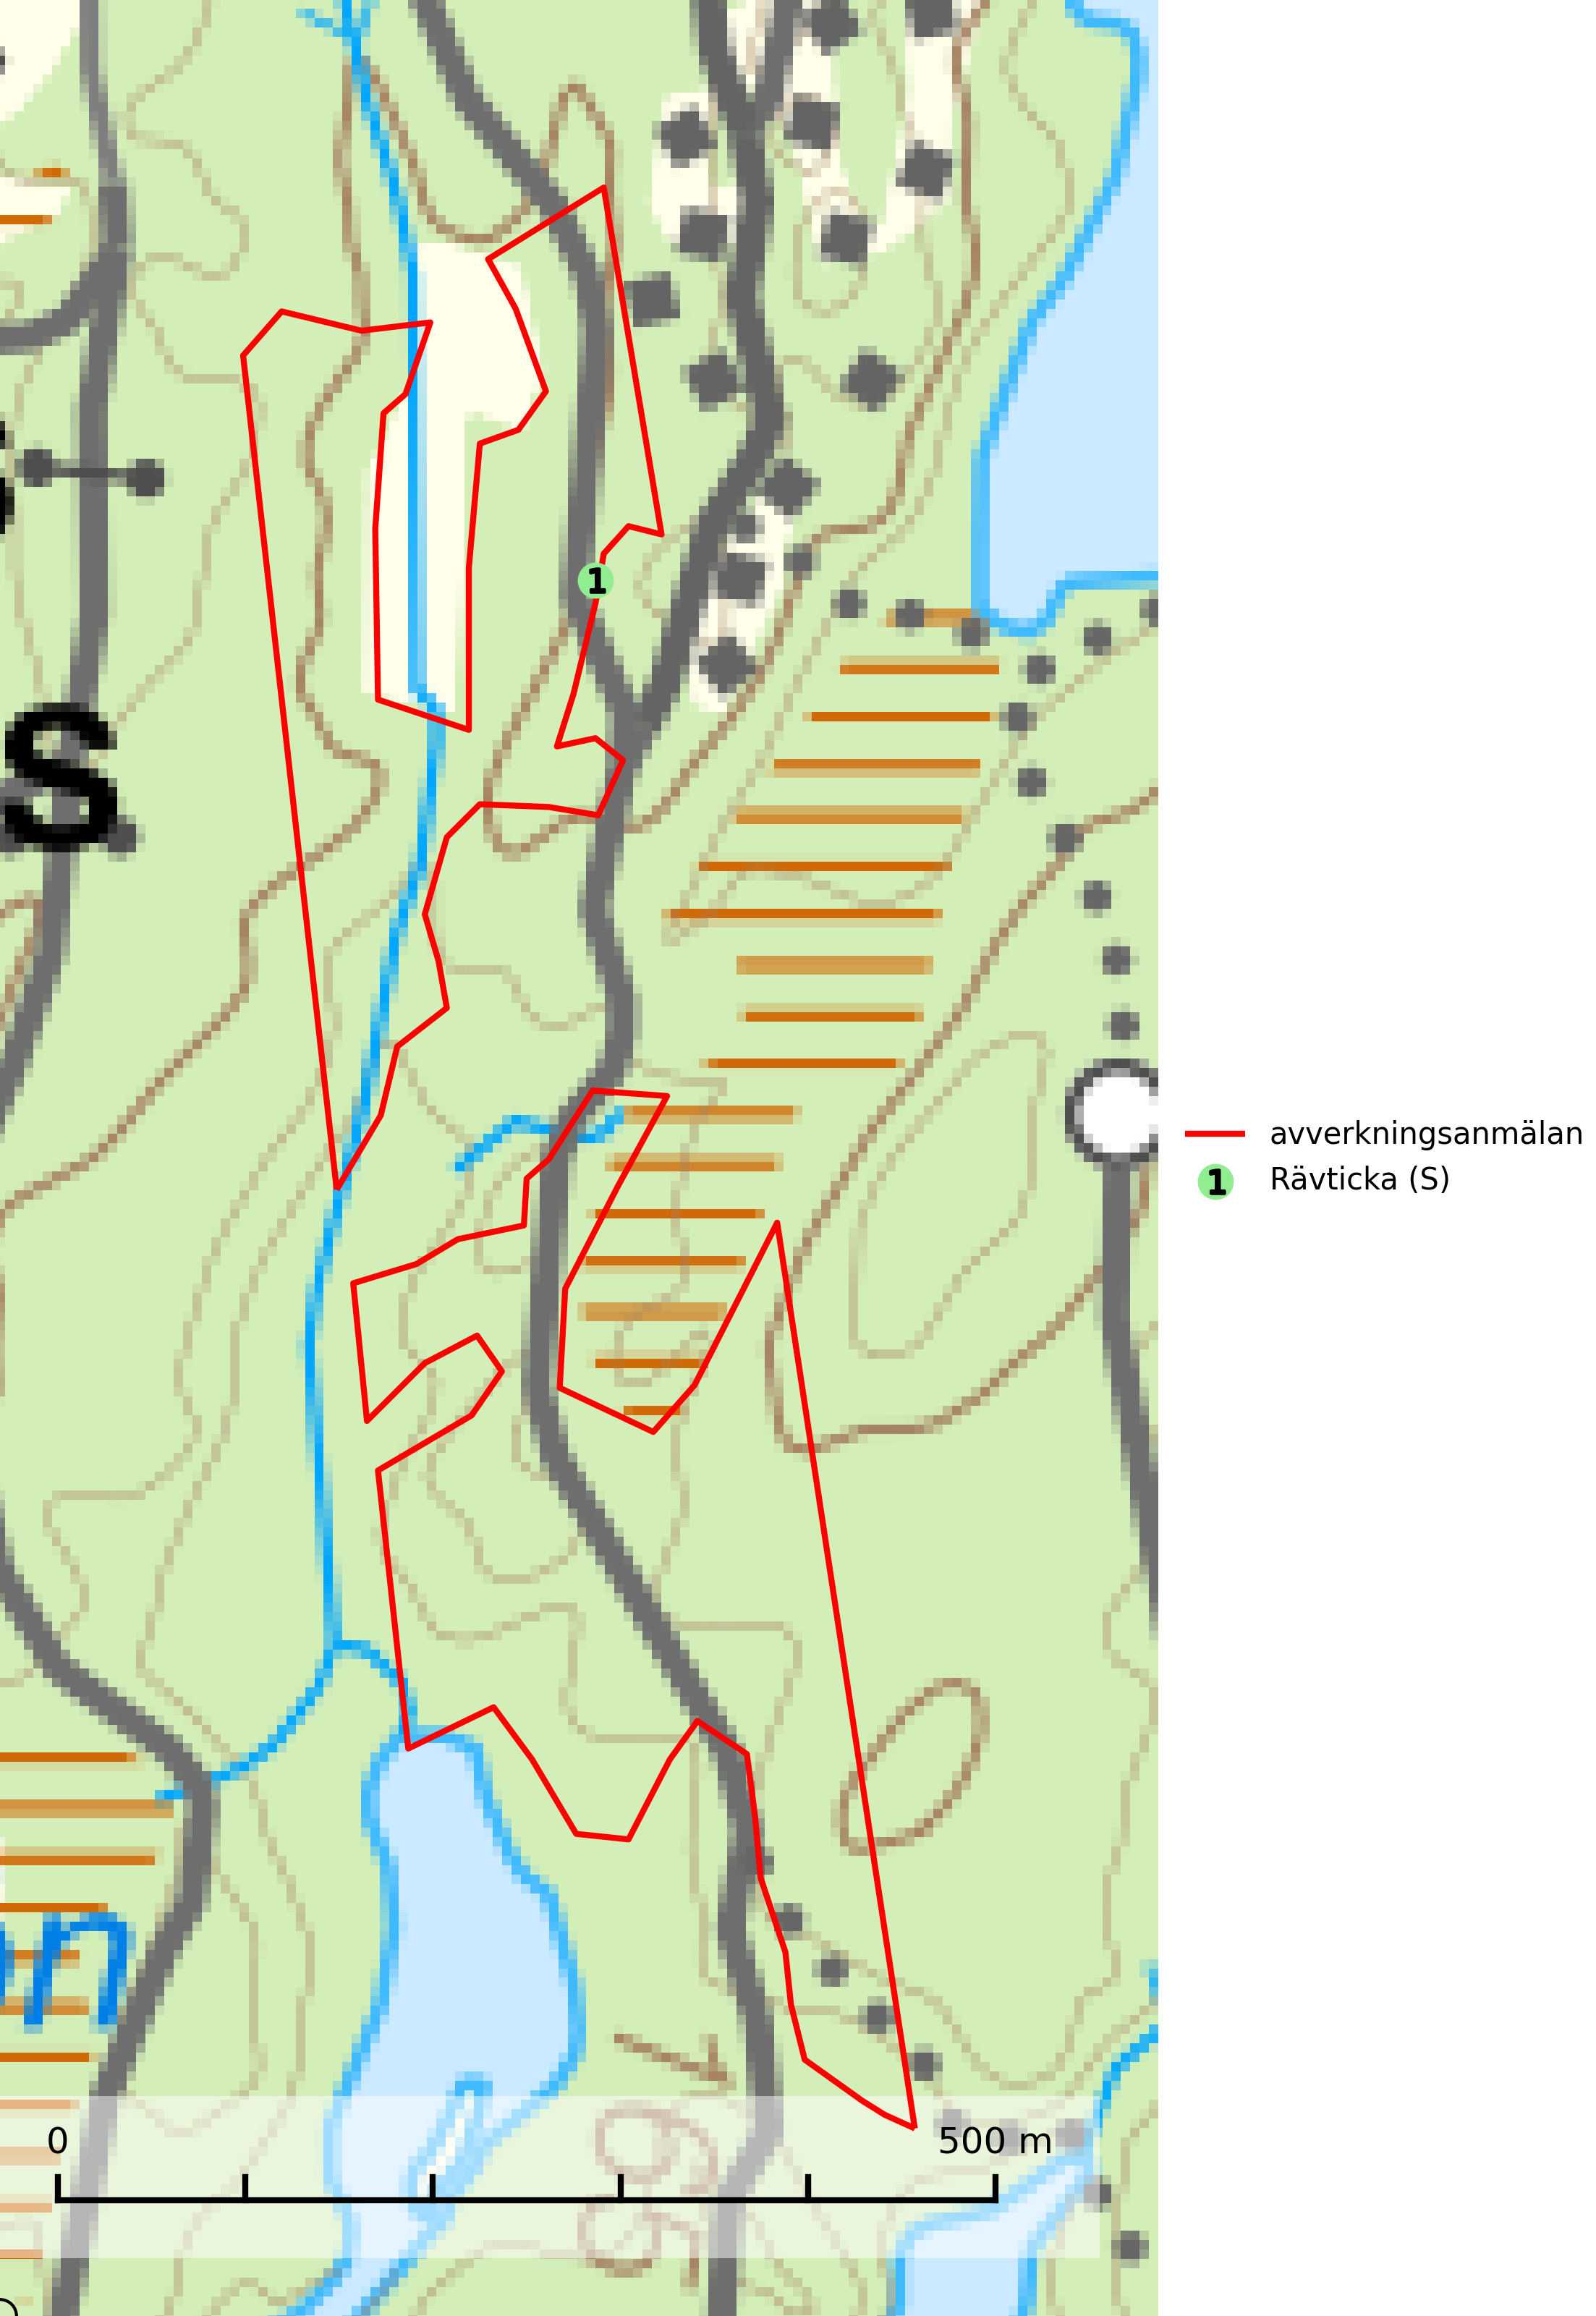 1
S
avverkningsanmälan
1 Rävticka (S)
n
0 500 m